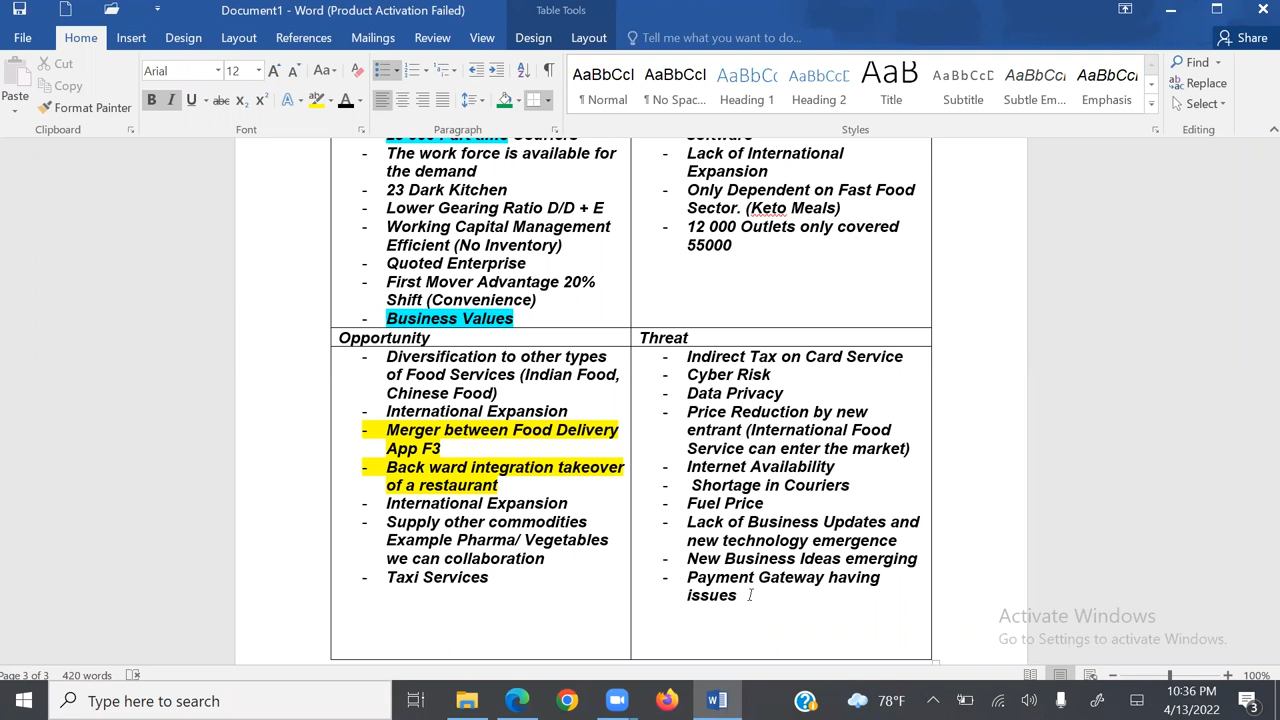 Document1 - Word (Product Activation Failed)
Table Tools
File
Home
Insert
Design
Layout
References
Mailings
Review
View
Design
Layout
Tell me what you want to do...
Share
Paste
Cut
Copy
Format Painter
Clipboard
Arial
12
Font
Paragraph
AaBbCcI
¶ Normal
AaBbCcI
¶ No Spac...
AaBbCc
Heading 1
AaBbCcI
Heading 2
AaB
Title
AaBbCcI
Subtitle
AaBbCcI
Subtle Em...
AaBbCcI
Emphasis
Styles
Find
Replace
Select
Editing
- The work force is available for
the demand
- 23 Dark Kitchen
- Lower Gearing Ratio D/D + E
- Working Capital Management
Efficient (No Inventory)
- Quoted Enterprise
- First Mover Advantage 20%
Shift (Convenience)
- Business Values
software
- Lack of International
Expansion
- Only Dependent on Fast Food
Sector. (Keto Meals)
- 12 000 Outlets only covered
55000
Opportunity
- Diversification to other types
of Food Services (Indian Food,
Chinese Food)
- International Expansion
- Merger between Food Delivery
App F3
- Back ward integration takeover
of a restaurant
- International Expansion
- Supply other commodities
Example Pharma/ Vegetables
we can collaboration
- Taxi Services
Threat
- Indirect Tax on Card Service
- Cyber Risk
- Data Privacy
- Price Reduction by new
entrant (International Food
Service can enter the market)
- Internet Availability
- Shortage in Couriers
- Fuel Price
- Lack of Business Updates and
new technology emergence
- New Business Ideas emerging
- Payment Gateway having
issues
Activate Windows
Go to Settings to activate Windows.
Page 3 of 3
420 words
100%
Type here to search
78°F
10:36 PM
4/13/2022
3